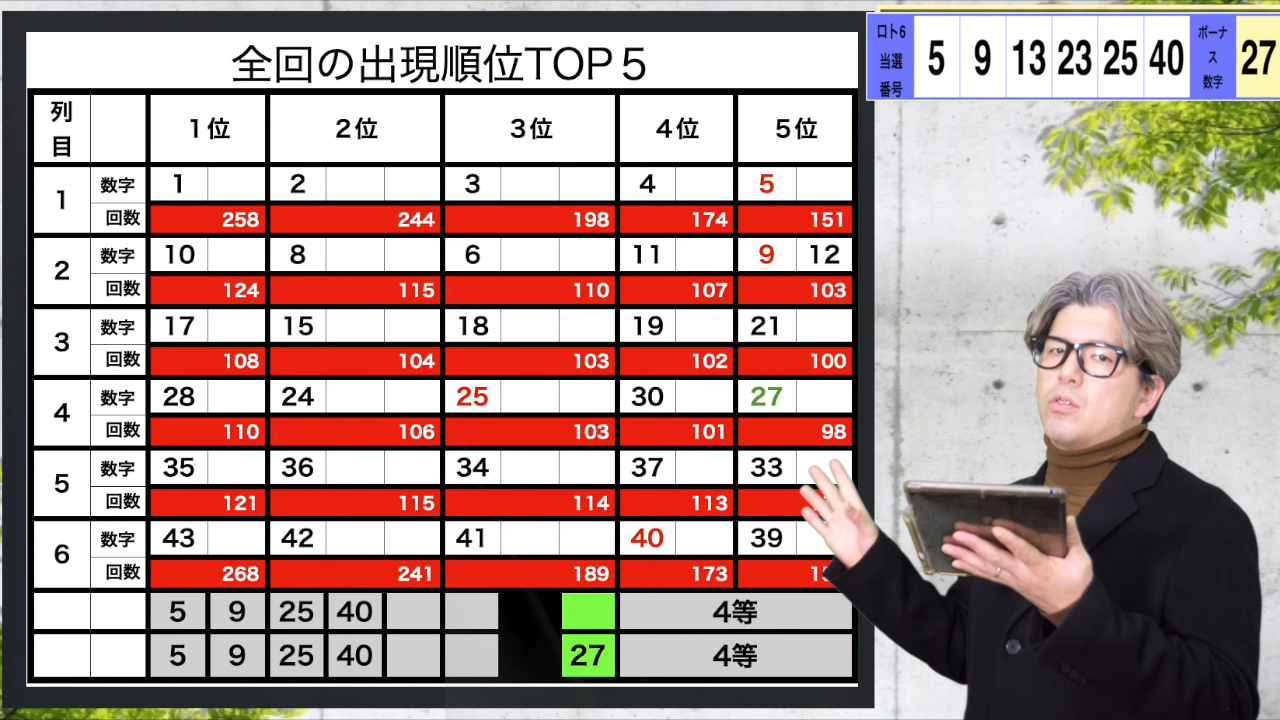 全回の出現順位TOP５
列目 １位 ２位 ３位 ４位 ５位
1 数字 1 2 3 4 5
回数 258 244 198 174 151
2 数字 10 8 6 11 9 12
回数 124 115 110 107 103
3 数字 17 15 18 19 21
回数 108 104 103 102 100
4 数字 28 24 25 30 27
回数 110 106 103 101 98
5 数字 35 36 34 37 33
回数 121 115 114 113
6 数字 43 42 41 40 39
回数 268 241 189 173
5 9 25 40 4等
5 9 25 40 27 4等
ロト6当選番号 5 9 13 23 25 40 ボーナス数字 27